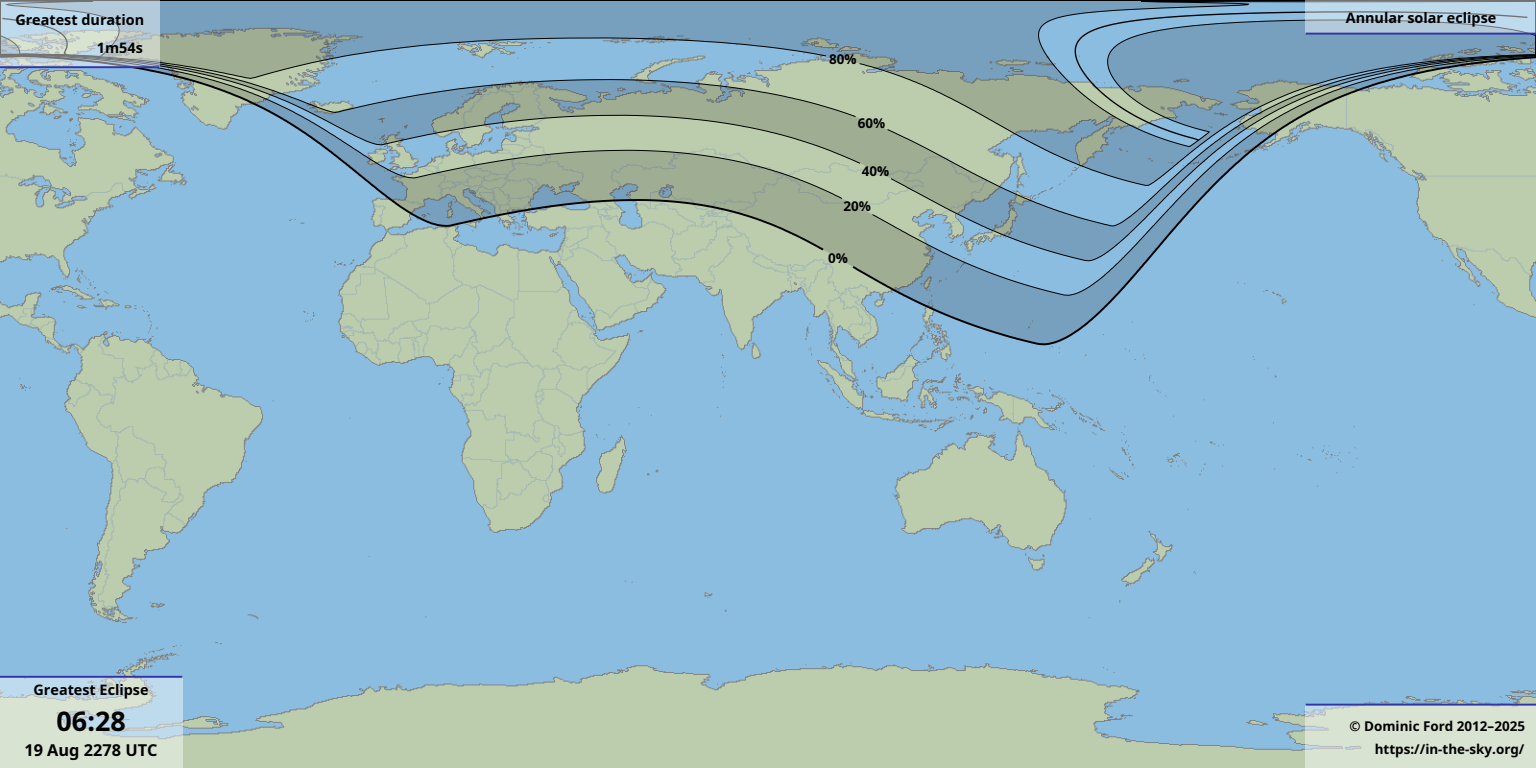 Greatest duration
1m54s
Annular solar eclipse
80%
60%
40%
20%
0%
Greatest Eclipse
06:28
19 Aug 2278 UTC
© Dominic Ford 2012–2025
https://in-the-sky.org/